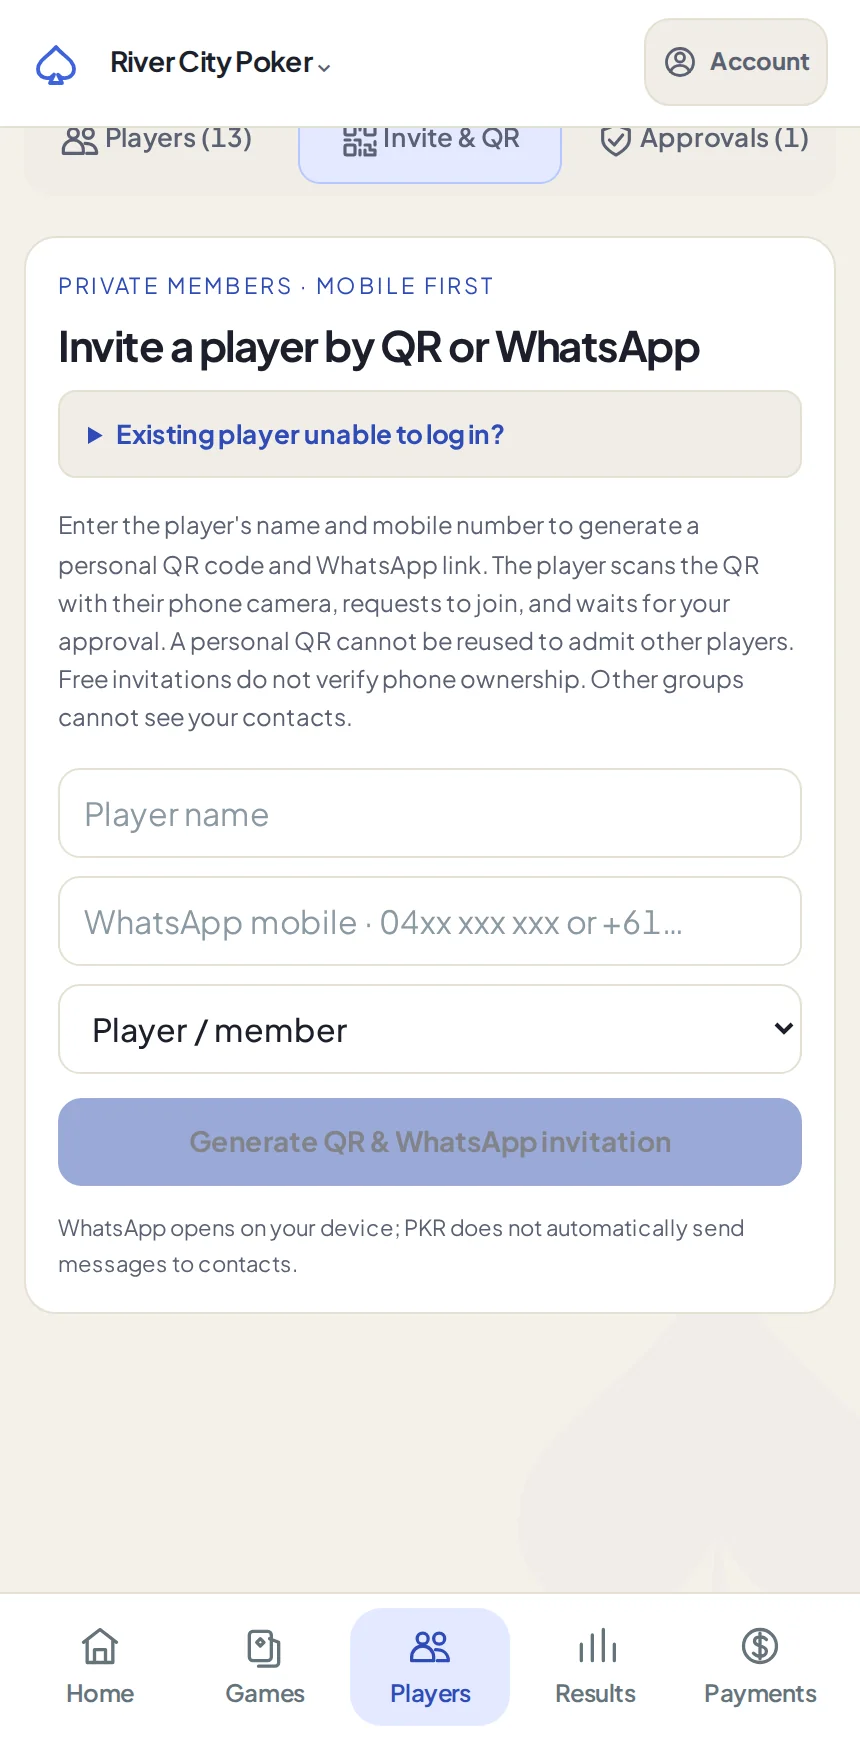 River City Poker
Account
Players (13)
Invite & QR
Approvals (1)
PRIVATE MEMBERS · MOBILE FIRST
Invite a player by QR or WhatsApp
Existing player unable to log in?
Enter the player's name and mobile number to generate a
personal QR code and WhatsApp link. The player scans the QR
with their phone camera, requests to join, and waits for your
approval. A personal QR cannot be reused to admit other players.
Free invitations do not verify phone ownership. Other groups
cannot see your contacts.
Player name
WhatsApp mobile · 04xx xxx xxx or +61...
Player / member
Generate QR & WhatsApp invitation
WhatsApp opens on your device; PKR does not automatically send
messages to contacts.
Home
Games
Players
Results
Payments